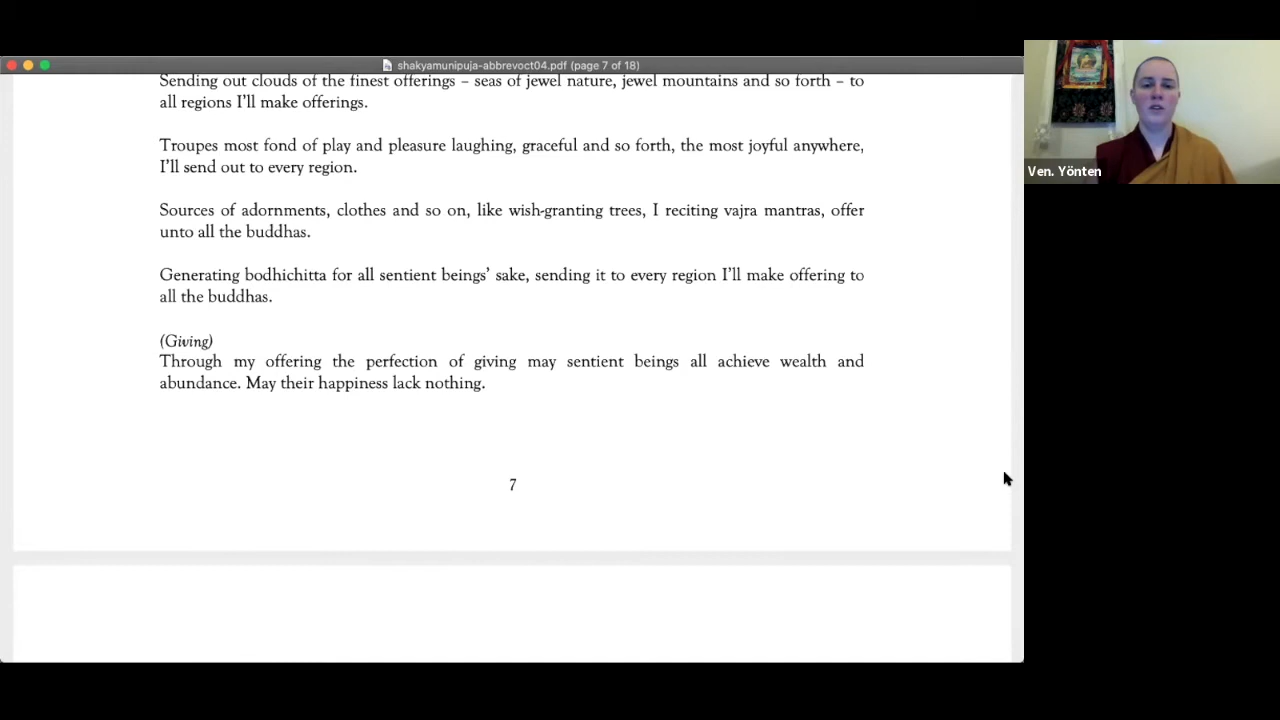 shakyamunipuja-abbrevoct04.pdf (page 7 of 18)
Sending out clouds of the finest offerings – seas of jewel nature, jewel mountains and so forth – to
all regions I'll make offerings.
Troupes most fond of play and pleasure laughing, graceful and so forth, the most joyful anywhere,
I'll send out to every region.
Sources of adornments, clothes and so on, like wish-granting trees, I reciting vajra mantras, offer
unto all the buddhas.
Generating bodhichitta for all sentient beings' sake, sending it to every region I'll make offering to
all the buddhas.
(Giving)
Through my offering the perfection of giving may sentient beings all achieve wealth and
abundance. May their happiness lack nothing.
7
Ven. Yönten